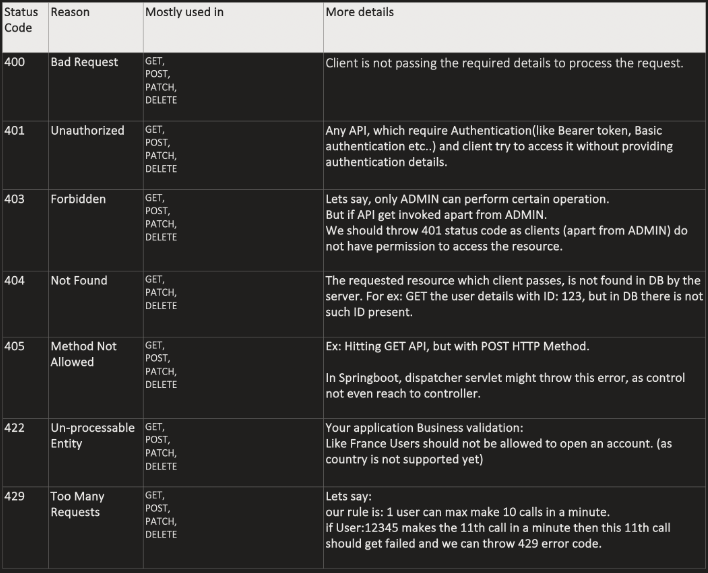 Status Code
Reason
Mostly used in
More details
400
Bad Request
GET,
POST,
PATCH,
DELETE
Client is not passing the required details to process the request.
401
Unauthorized
GET,
POST,
PATCH,
DELETE
Any API, which require Authentication(like Bearer token, Basic
authentication etc..) and client try to access it without providing
authentication details.
403
Forbidden
GET,
POST,
PATCH,
DELETE
Lets say, only ADMIN can perform certain operation.
But if API get invoked apart from ADMIN.
We should throw 401 status code as clients (apart from ADMIN) do
not have permission to access the resource.
404
Not Found
GET,
PATCH,
DELETE
The requested resource which client passes, is not found in DB by the
server. For ex: GET the user details with ID: 123, but in DB there is not
such ID present.
405
Method Not
Allowed
GET,
POST,
PATCH,
DELETE
Ex: Hitting GET API, but with POST HTTP Method.
In Springboot, dispatcher servlet might throw this error, as control
not even reach to controller.
422
Un-processable
Entity
GET,
POST,
PATCH,
DELETE
Your application Business validation:
Like France Users should not be allowed to open an account. (as
country is not supported yet)
429
Too Many
Requests
GET,
POST,
PATCH,
DELETE
Lets say:
our rule is: 1 user can max make 10 calls in a minute.
if User:12345 makes the 11th call in a minute then this 11th call
should get failed and we can throw 429 error code.